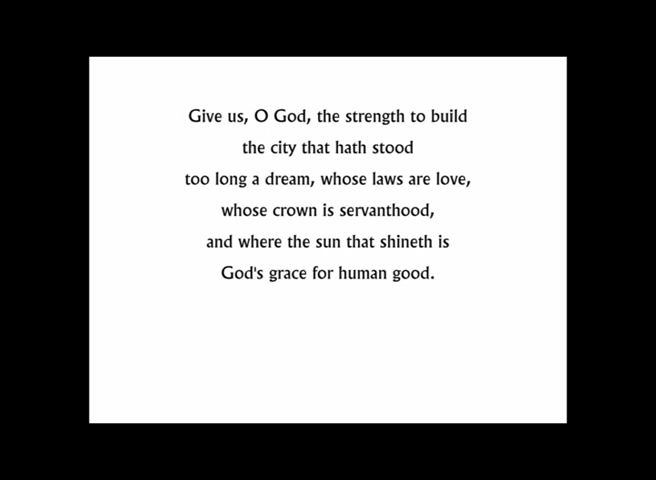 Give us, O God, the strength to build
the city that hath stood
too long a dream, whose laws are love,
whose crown is servanthood,
and where the sun that shineth is
God's grace for human good.